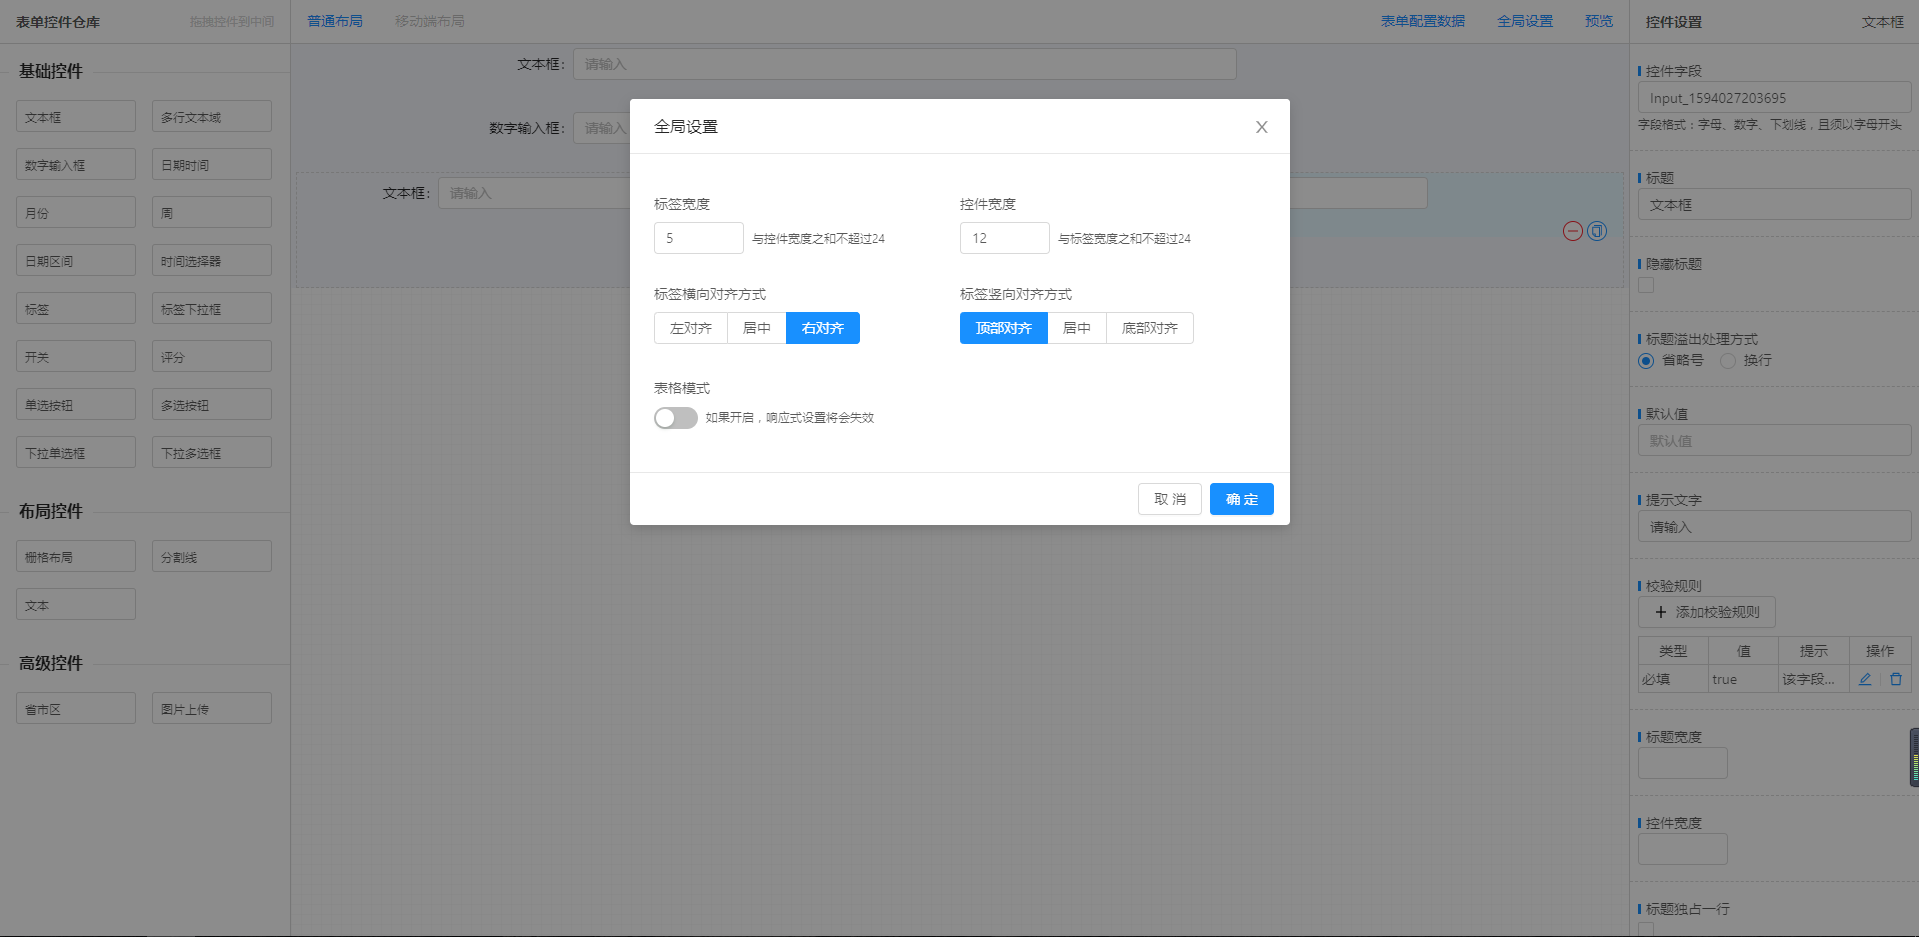 表单控件仓库 拖拽控件到中间
基础控件
文本框 多行文本域
数字输入框 日期时间
月份 周
日期区间 时间选择器
标签 标签下拉框
开关 评分
单选按钮 多选按钮
下拉单选框 下拉多选框
布局控件
栅格布局 分割线
文本
高级控件
省市区 图片上传
普通布局 移动端布局 表单配置数据 全局设置 预览
文本框: 请输入
数字输入框: 请输入
文本框: 请输入
全局设置
标签宽度 控件宽度
5 与控件宽度之和不超过24 12 与标签宽度之和不超过24
标签横向对齐方式 标签竖向对齐方式
左对齐 居中 右对齐 顶部对齐 居中 底部对齐
表格模式
如果开启，响应式设置将会失效
取 消 确 定
控件设置 文本框
控件字段
Input_1594027203695
字段格式：字母、数字、下划线，且须以字母开头
标题
文本框
隐藏标题
标题溢出处理方式
省略号 换行
默认值
默认值
提示文字
请输入
校验规则
添加校验规则
类型 值 提示 操作
必填 true 该字段...
标题宽度
控件宽度
标题独占一行